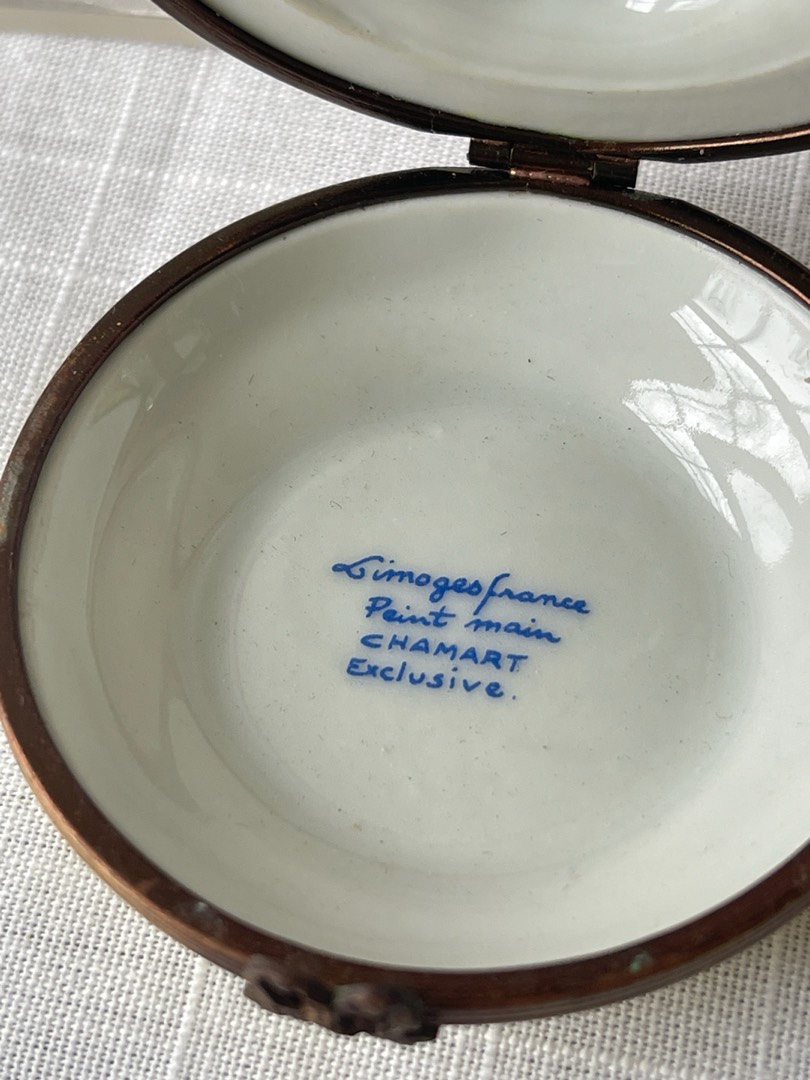 Limoges france
Peint main
CHAMART
Exclusive.